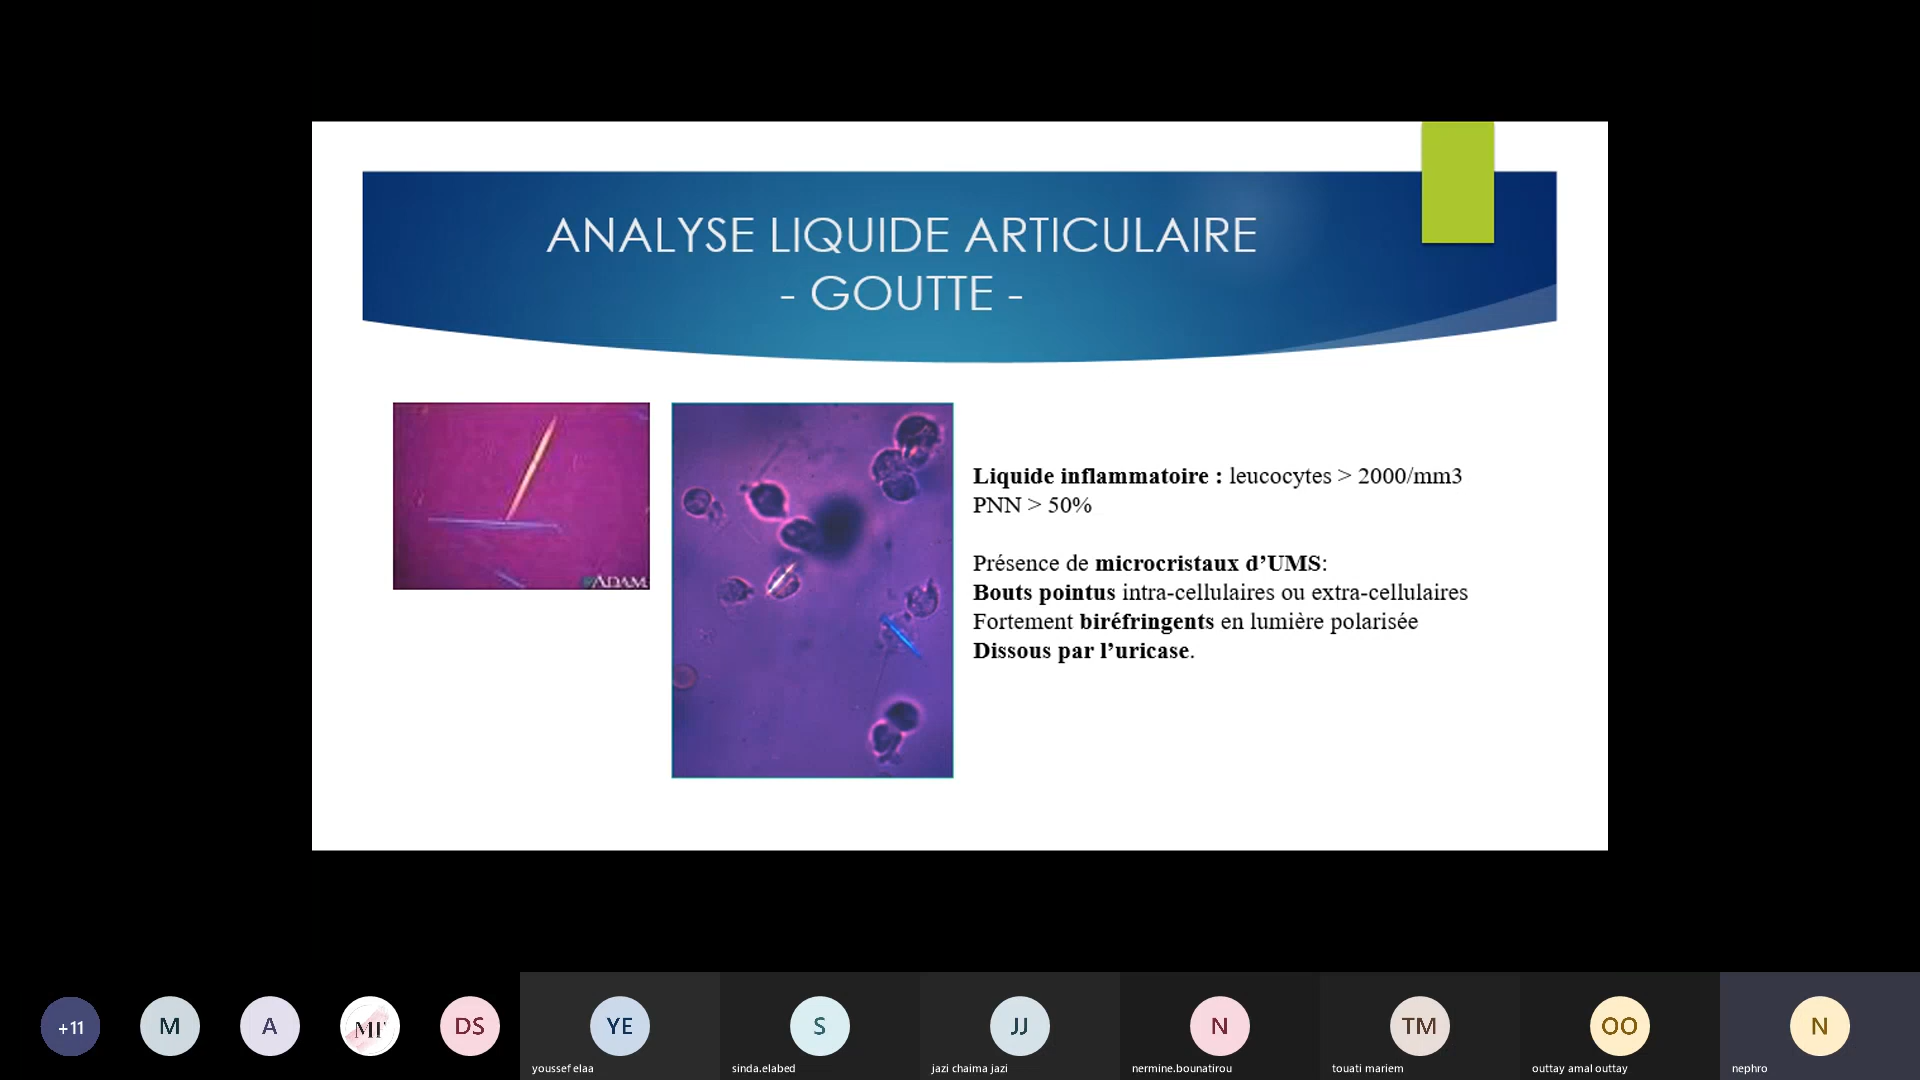 ANALYSE LIQUIDE ARTICULAIRE
- GOUTTE -
ADAM
Liquide inflammatoire : leucocytes > 2000/mm3
PNN > 50%
Présence de microcristaux d’UMS:
Bouts pointus intra-cellulaires ou extra-cellulaires
Fortement biréfringents en lumière polarisée
Dissous par l’uricase.
+11
M
A
MF
DS
YE
S
JJ
N
TM
OO
N
youssef elaa
sinda.elabed
jazi chaima jazi
nermine.bounatirou
touati mariem
outtay amal outtay
nephro